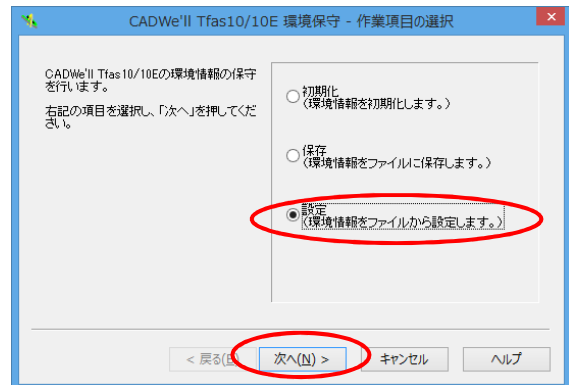 CADWe'll Tfas10/10E 環境保守 - 作業項目の選択
CADWe'll Tfas10/10Eの環境情報の保守
を行います。
右記の項目を選択し、「次へ」を押してくだ
さい。
初期化
(環境情報を初期化します。)
保存
(環境情報をファイルに保存します。)
設定
(環境情報をファイルから設定します。)
< 戻る(B)
次へ(N) >
キャンセル
ヘルプ